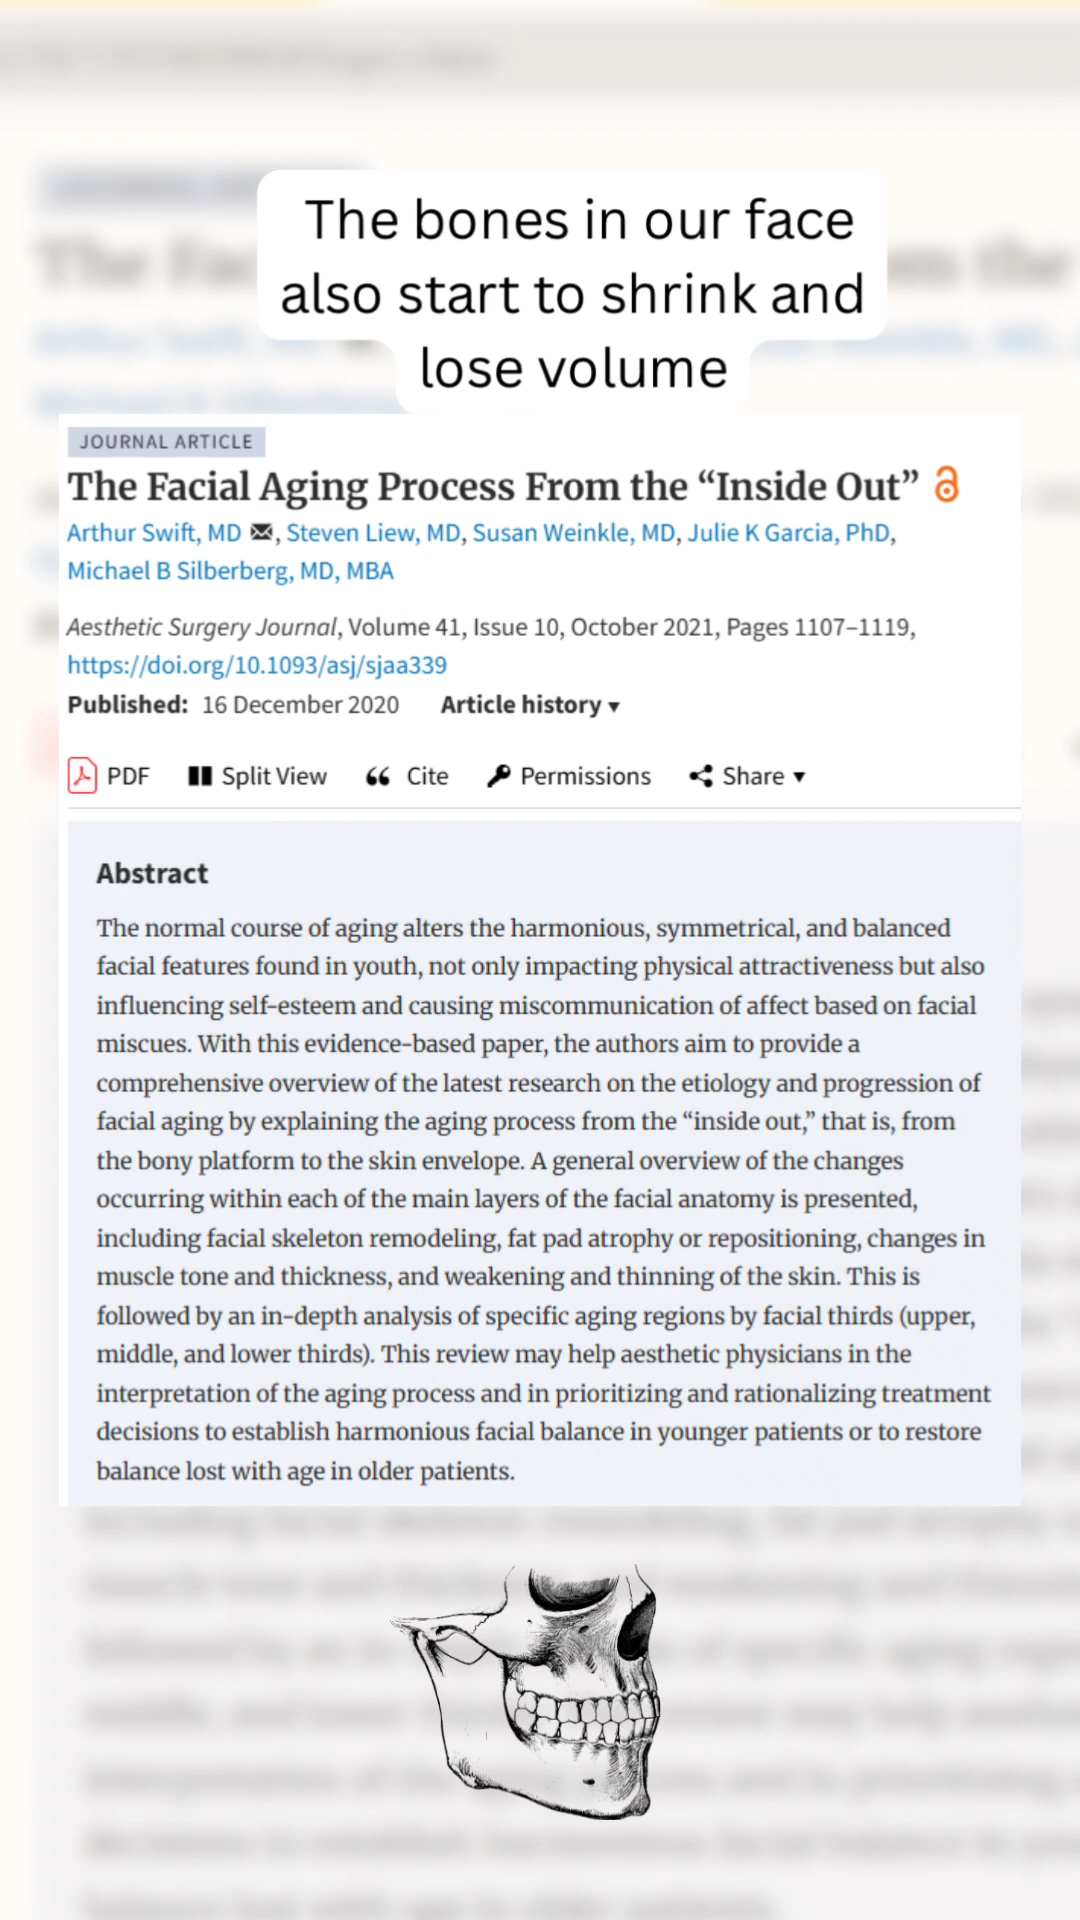 The bones in our face
also start to shrink and
lose volume
JOURNAL ARTICLE
The Facial Aging Process From the “Inside Out”
Arthur Swift, MD, Steven Liew, MD, Susan Weinkle, MD, Julie K Garcia, PhD,
Michael B Silberberg, MD, MBA
Aesthetic Surgery Journal, Volume 41, Issue 10, October 2021, Pages 1107–1119,
https://doi.org/10.1093/asj/sjaa339
Published: 16 December 2020 Article history
PDF Split View Cite Permissions Share
Abstract
The normal course of aging alters the harmonious, symmetrical, and balanced
facial features found in youth, not only impacting physical attractiveness but also
influencing self-esteem and causing miscommunication of affect based on facial
miscues. With this evidence-based paper, the authors aim to provide a
comprehensive overview of the latest research on the etiology and progression of
facial aging by explaining the aging process from the “inside out,” that is, from
the bony platform to the skin envelope. A general overview of the changes
occurring within each of the main layers of the facial anatomy is presented,
including facial skeleton remodeling, fat pad atrophy or repositioning, changes in
muscle tone and thickness, and weakening and thinning of the skin. This is
followed by an in-depth analysis of specific aging regions by facial thirds (upper,
middle, and lower thirds). This review may help aesthetic physicians in the
interpretation of the aging process and in prioritizing and rationalizing treatment
decisions to establish harmonious facial balance in younger patients or to restore
balance lost with age in older patients.